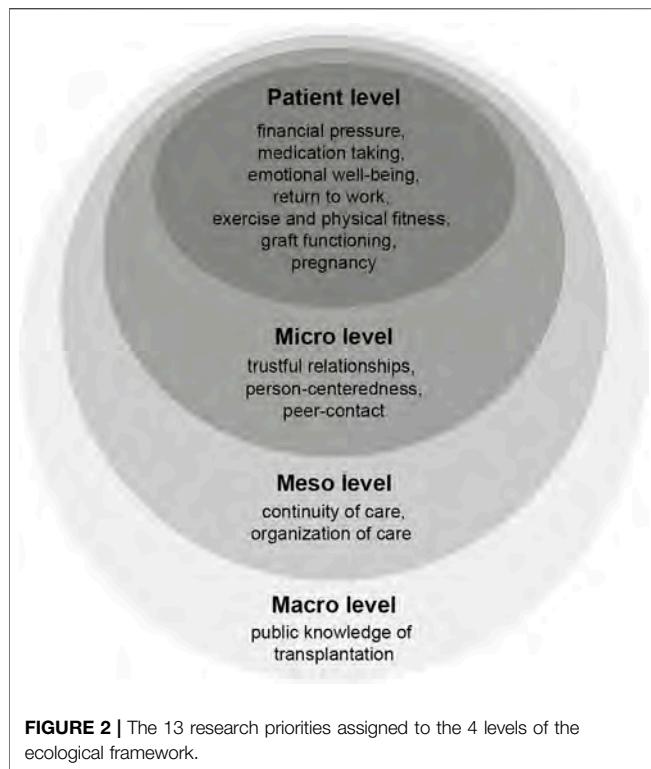 Patient level
financial pressure,
medication taking,
emotional well-being,
return to work,
exercise and physical fitness,
graft functioning,
pregnancy
Micro level
trustful relationships,
person-centeredness,
peer-contact
Meso level
continuity of care,
organization of care
Macro level
public knowledge of
transplantation
FIGURE 2 | The 13 research priorities assigned to the 4 levels of the
ecological framework.